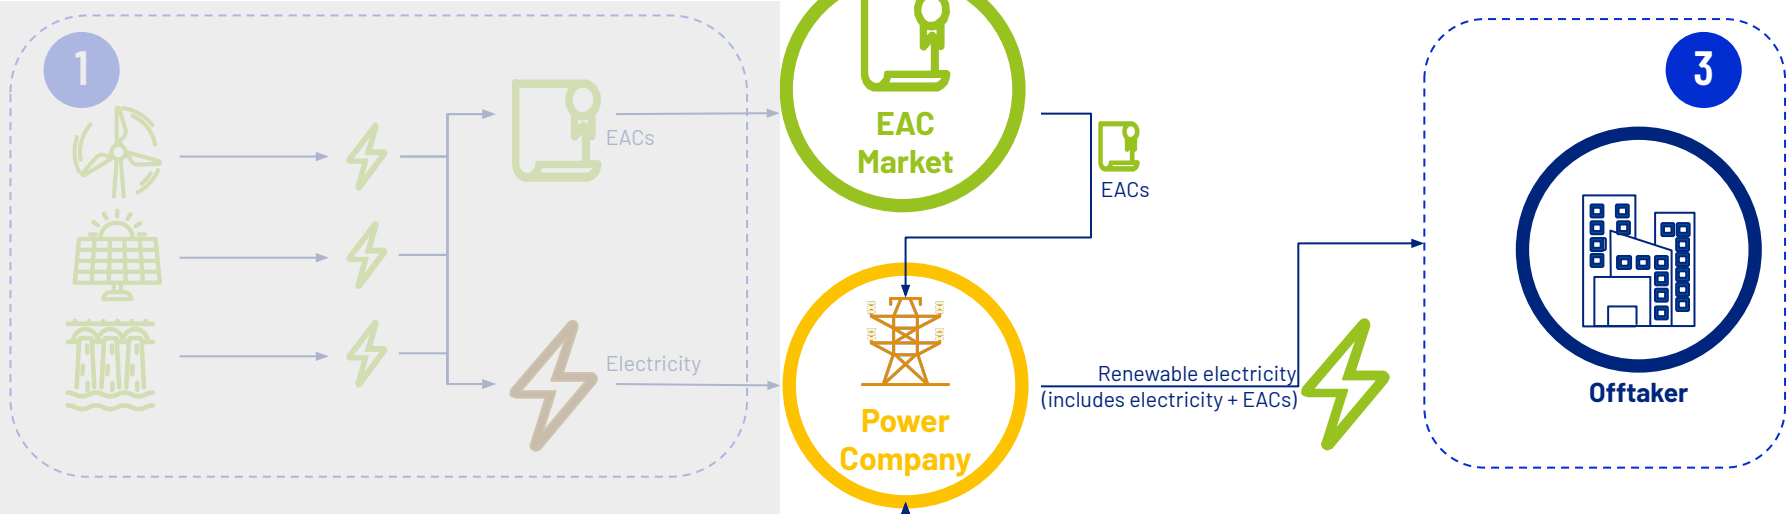 1
EACs
Electricity
EAC
Market
EACs
Power
Company
Renewable electricity
(includes electricity + EACs)
3
Offtaker